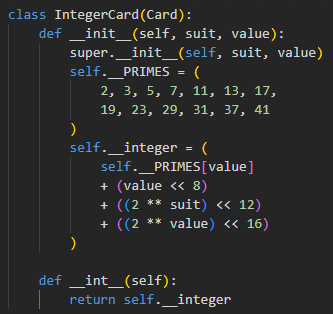 class IntegerCard(Card):
    def __init__(self, suit, value):
        super.__init__(self, suit, value)
        self.__PRIMES = (
            2, 3, 5, 7, 11, 13, 17,
            19, 23, 29, 31, 37, 41
        )
        self.__integer = (
            self.__PRIMES[value]
            + (value << 8)
            + ((2 ** suit) << 12)
            + ((2 ** value) << 16)
        )

    def __int__(self):
        return self.__integer